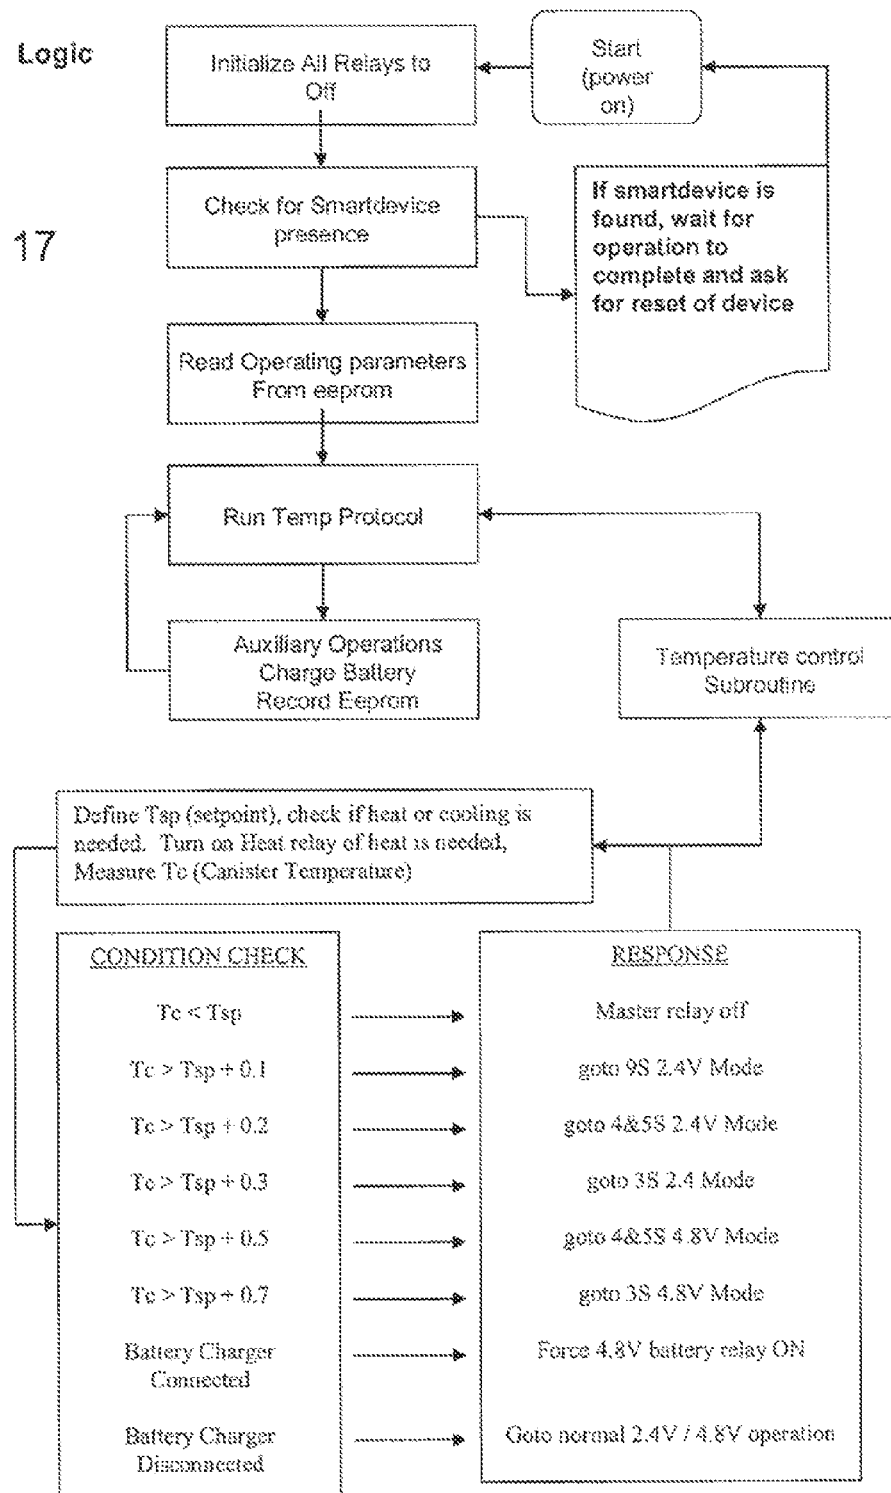 Logic
17
Start
(power
on)
Initialize All Relays to
Off
Check for Smartdevice
presence
If smartdevice is
found, wait for
operation to
complete and ask
for reset of device
Read Operating parameters
From eeprom
Run Temp Protocol
Auxiliary Operations
Charge Battery
Record Eeprom
Temperature control
Subroutine
Define Tsp (setpoint), check if heat or cooling is
needed. Turn on Heat relay of heat is needed,
Measure Tc (Canister Temperature)
CONDITION CHECK
RESPONSE
Tc < Tsp
Master relay off
Tc > Tsp + 0.1
goto 9S 2.4V Mode
Tc > Tsp + 0.2
goto 4&5S 2.4V Mode
Tc > Tsp + 0.3
goto 3S 2.4 Mode
Tc > Tsp + 0.5
goto 4&5S 4.8V Mode
Tc > Tsp + 0.7
goto 3S 4.8V Mode
Battery Charger
Connected
Force 4.8V battery relay ON
Battery Charger
Disconnected
Goto normal 2.4V / 4.8V operation